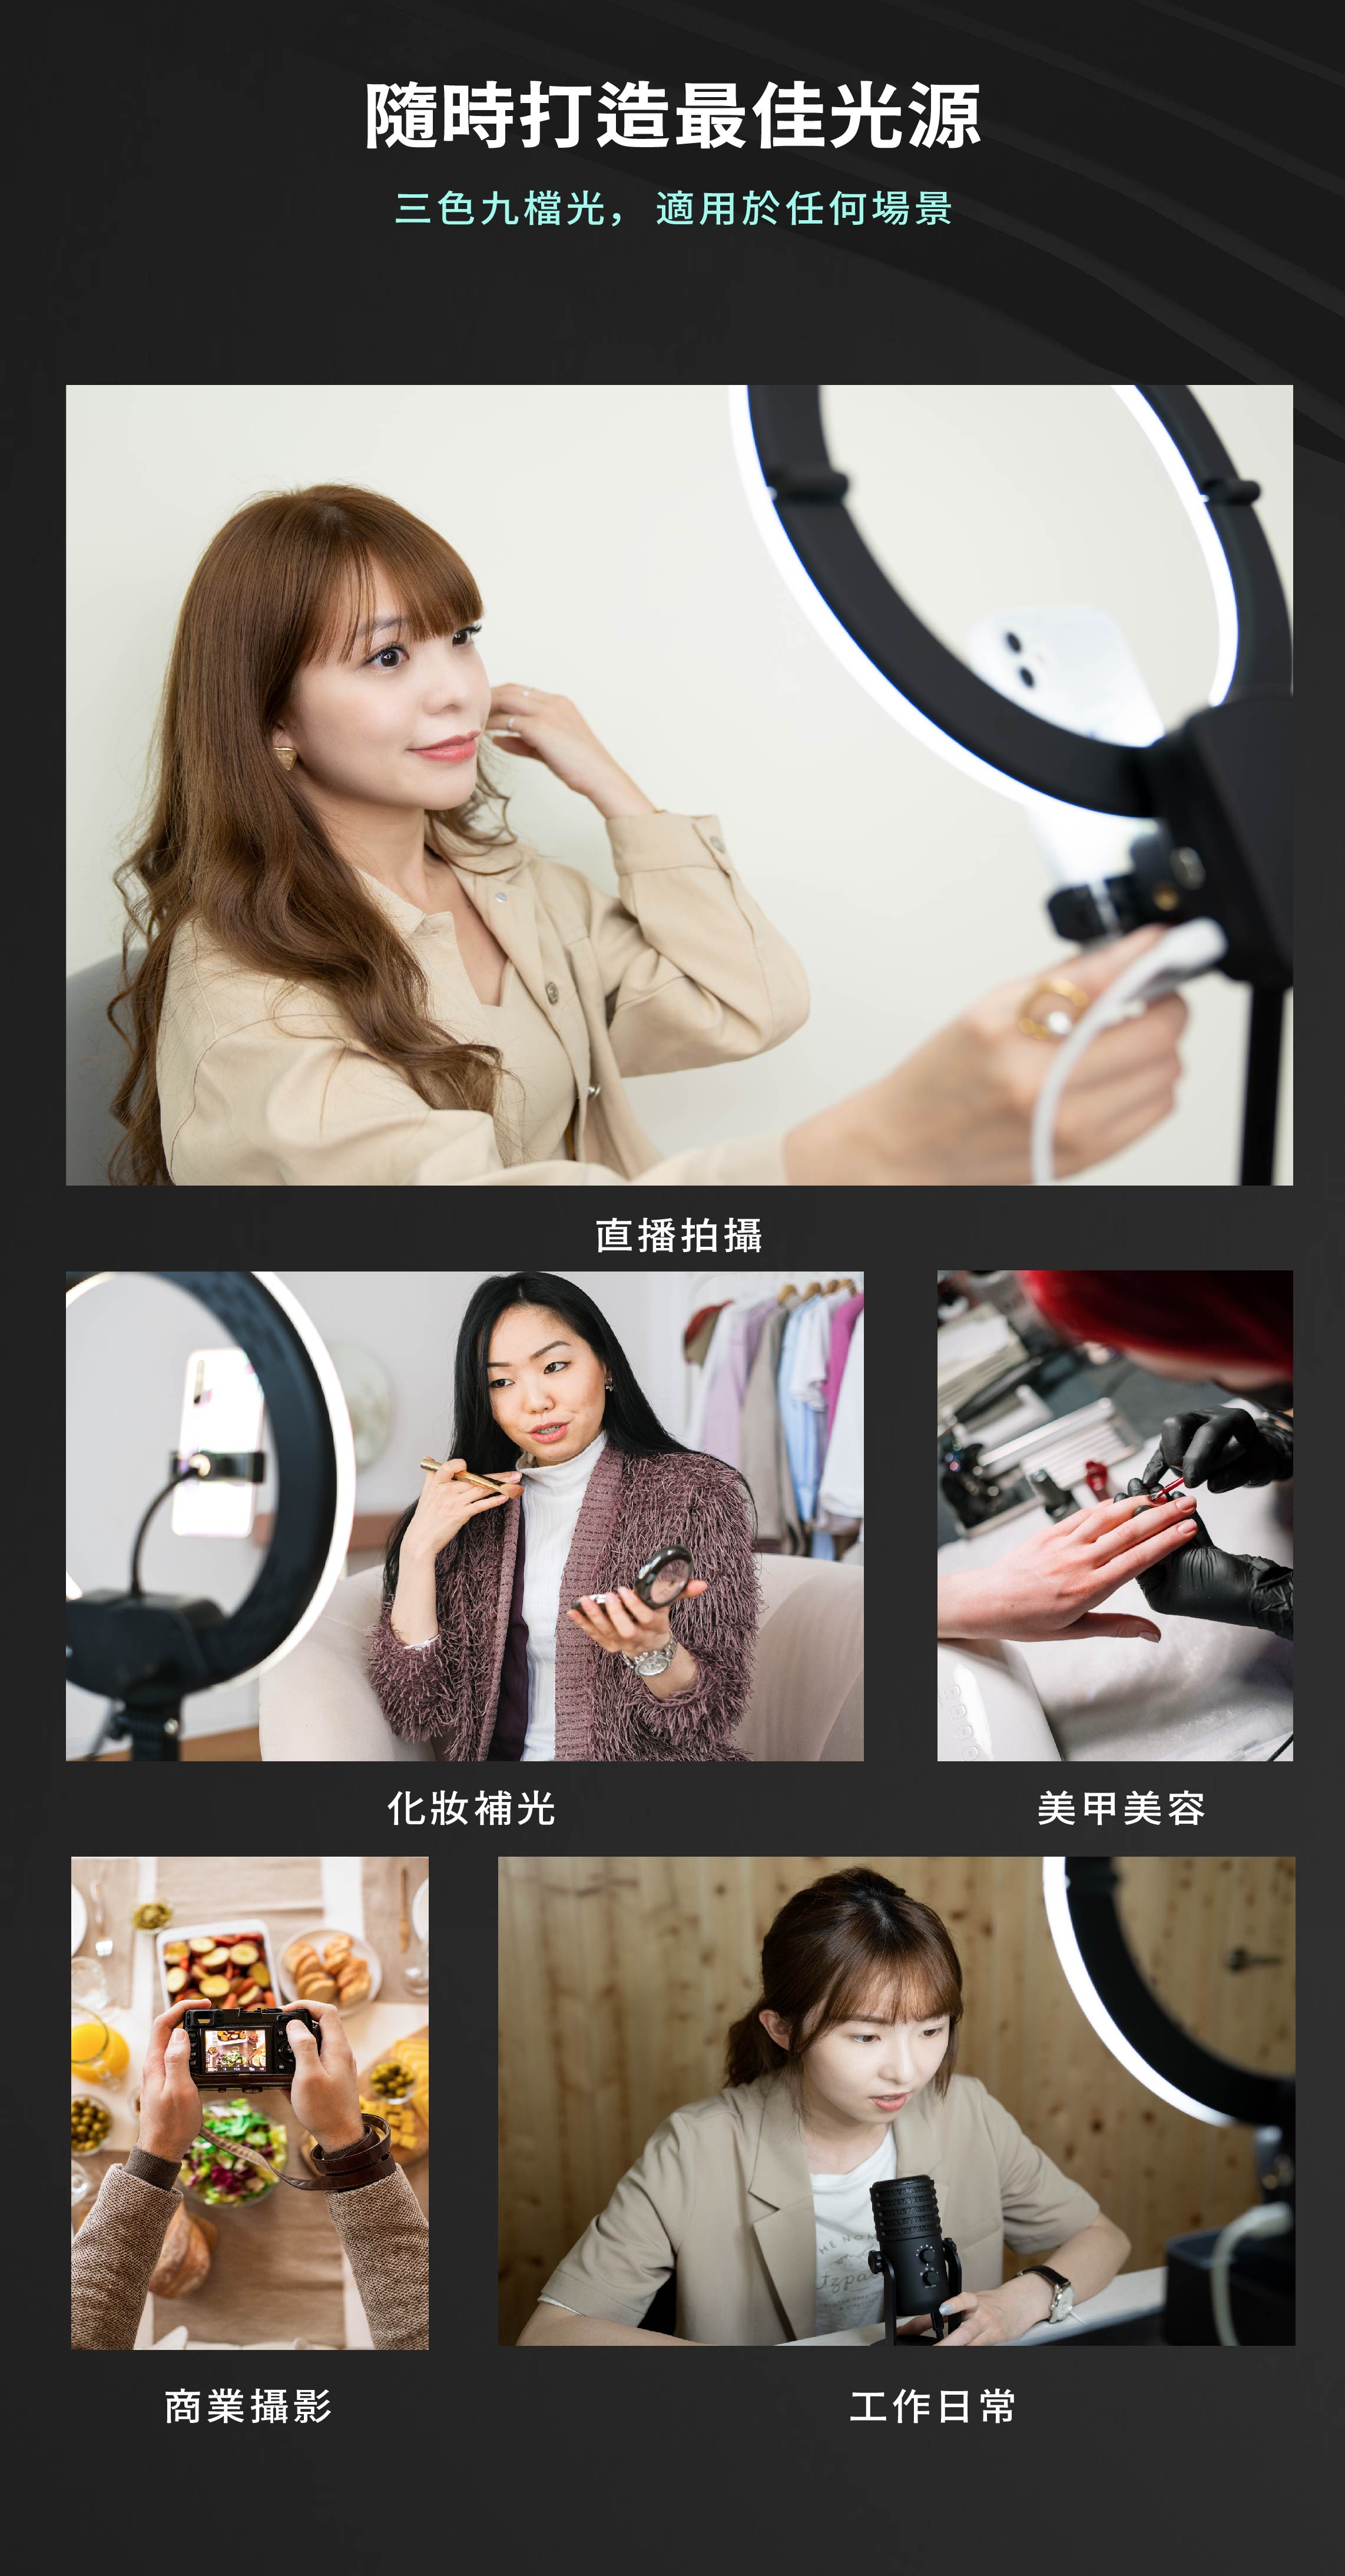 隨時打造最佳光源
三色九檔光，適用於任何場景
直播拍攝
化妝補光
美甲美容
商業攝影
工作日常